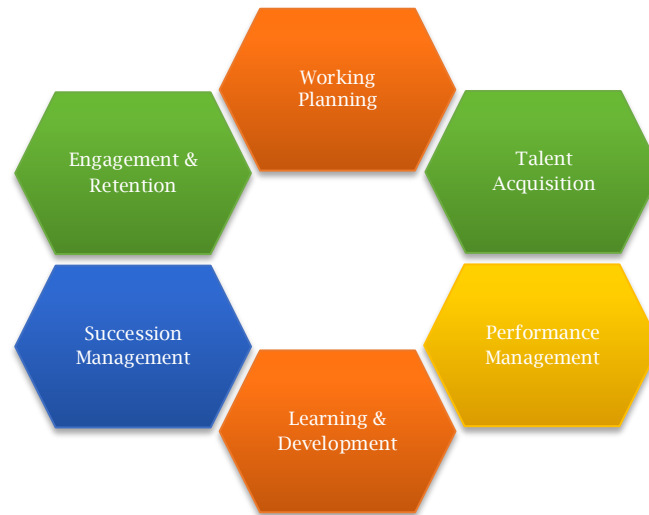 Working
Planning
Talent
Acquisition
Performance
Management
Learning &
Development
Succession
Management
Engagement &
Retention